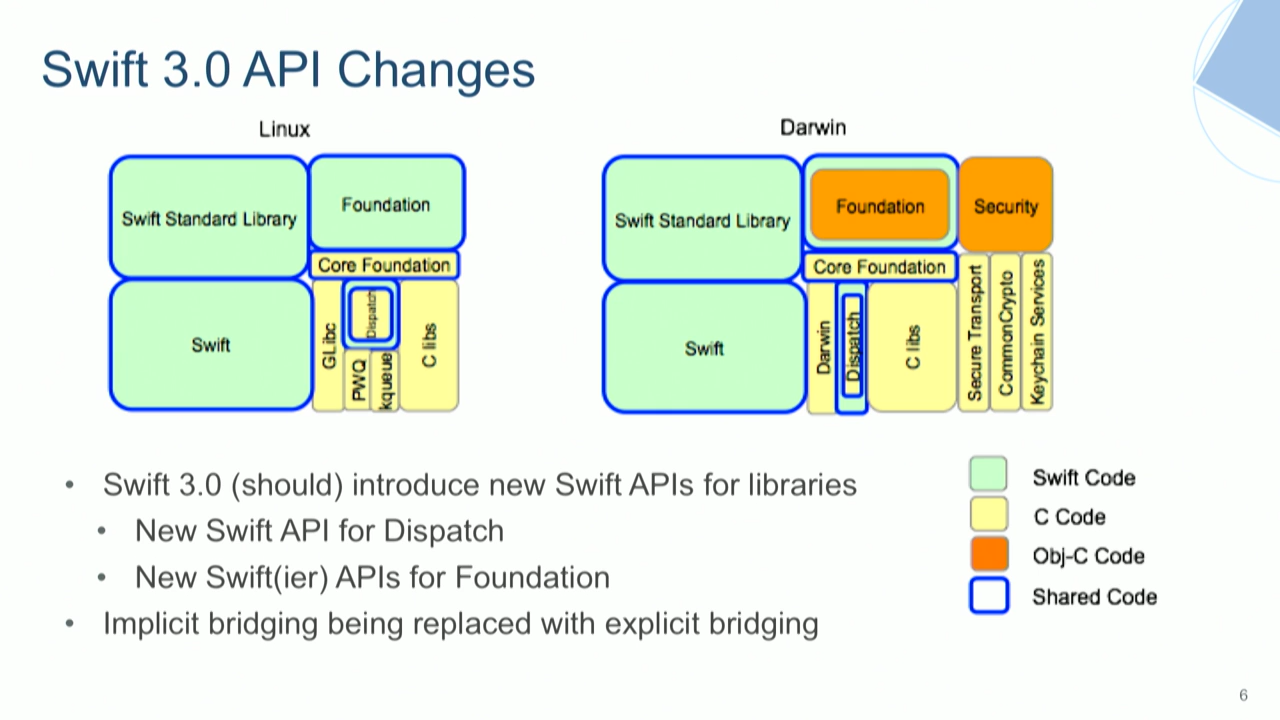 Swift 3.0 API Changes
Linux
Swift Standard Library
Foundation
Core Foundation
Swift
GLibc
Dispatch
PWQ
kqueue
C libs
Darwin
Swift Standard Library
Foundation
Security
Core Foundation
Swift
Darwin
Dispatch
C libs
Secure Transport
CommonCrypto
Keychain Services
• Swift 3.0 (should) introduce new Swift APIs for libraries
• New Swift API for Dispatch
• New Swift(ier) APIs for Foundation
• Implicit bridging being replaced with explicit bridging
Swift Code
C Code
Obj-C Code
Shared Code
6